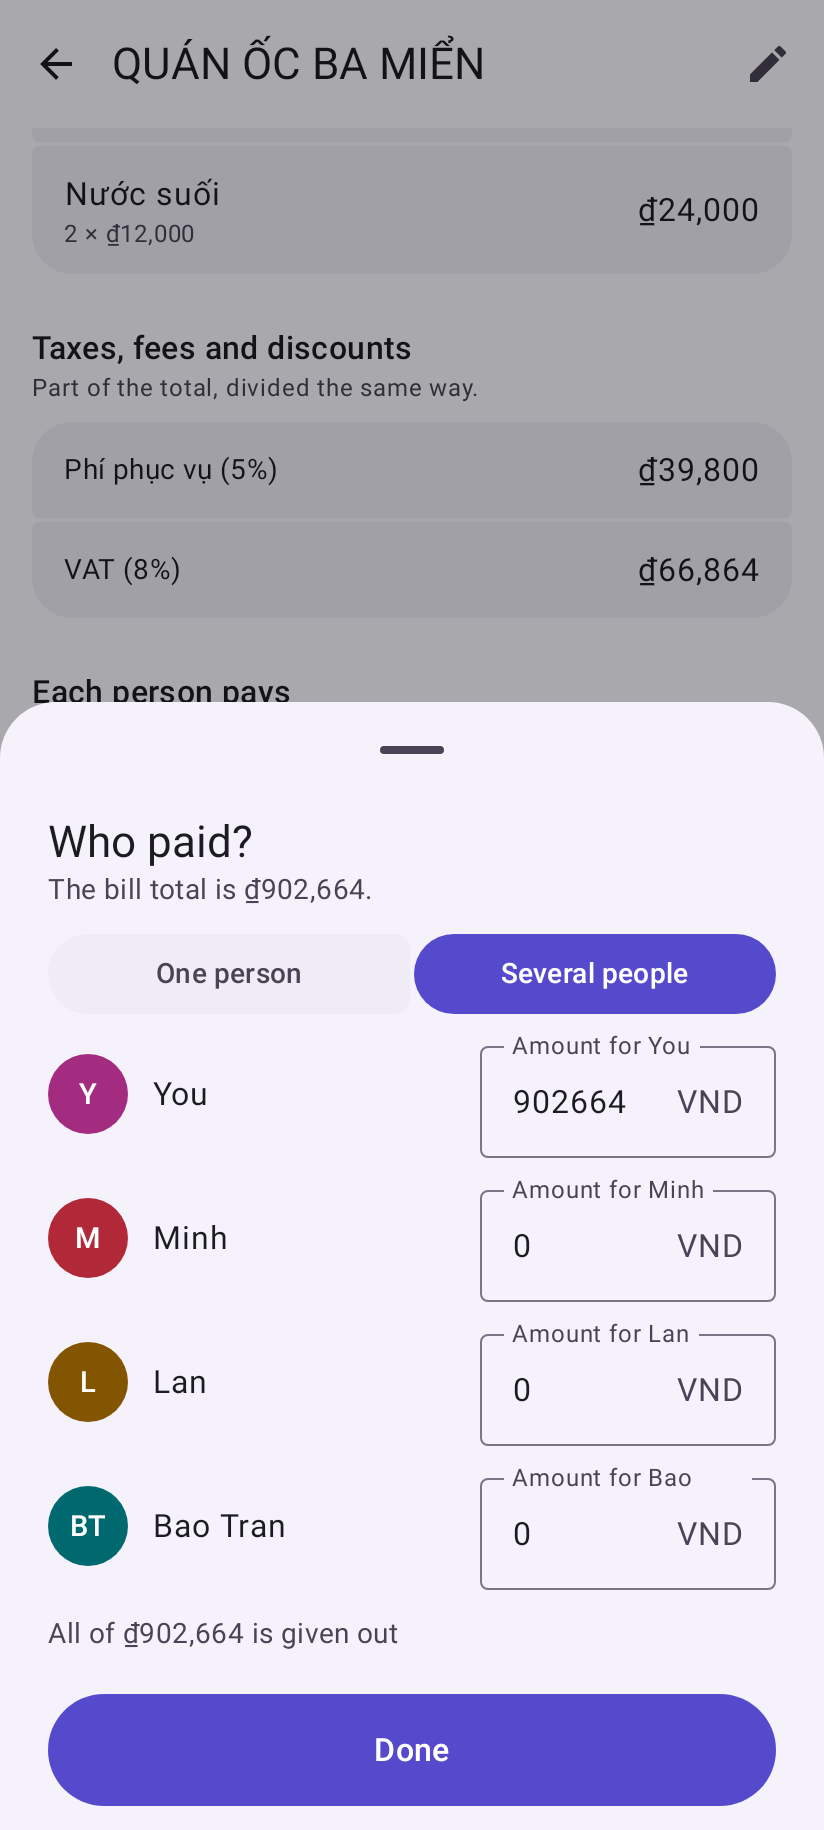 QUÁN ỐC BA MIỂN
Nước suối
2 × ₫12,000
₫24,000
Taxes, fees and discounts
Part of the total, divided the same way.
Phí phục vụ (5%)
₫39,800
VAT (8%)
₫66,864
Each person pays
Who paid?
The bill total is ₫902,664.
One person
Several people
Y
You
Amount for You
902664 VND
M
Minh
Amount for Minh
0 VND
L
Lan
Amount for Lan
0 VND
BT
Bao Tran
Amount for Bao
0 VND
All of ₫902,664 is given out
Done